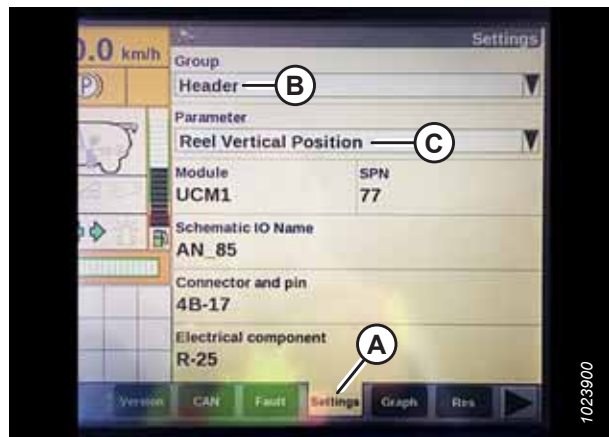 0.0 km/h
Settings
Group
Header
B
Parameter
Reel Vertical Position
C
Module
SPN
UCM1
77
Schematic IO Name
AN_85
Connector and pin
4B-17
Electrical component
R-25
A
Version
CAN
Fault
Settings
Graph
Res
1023900